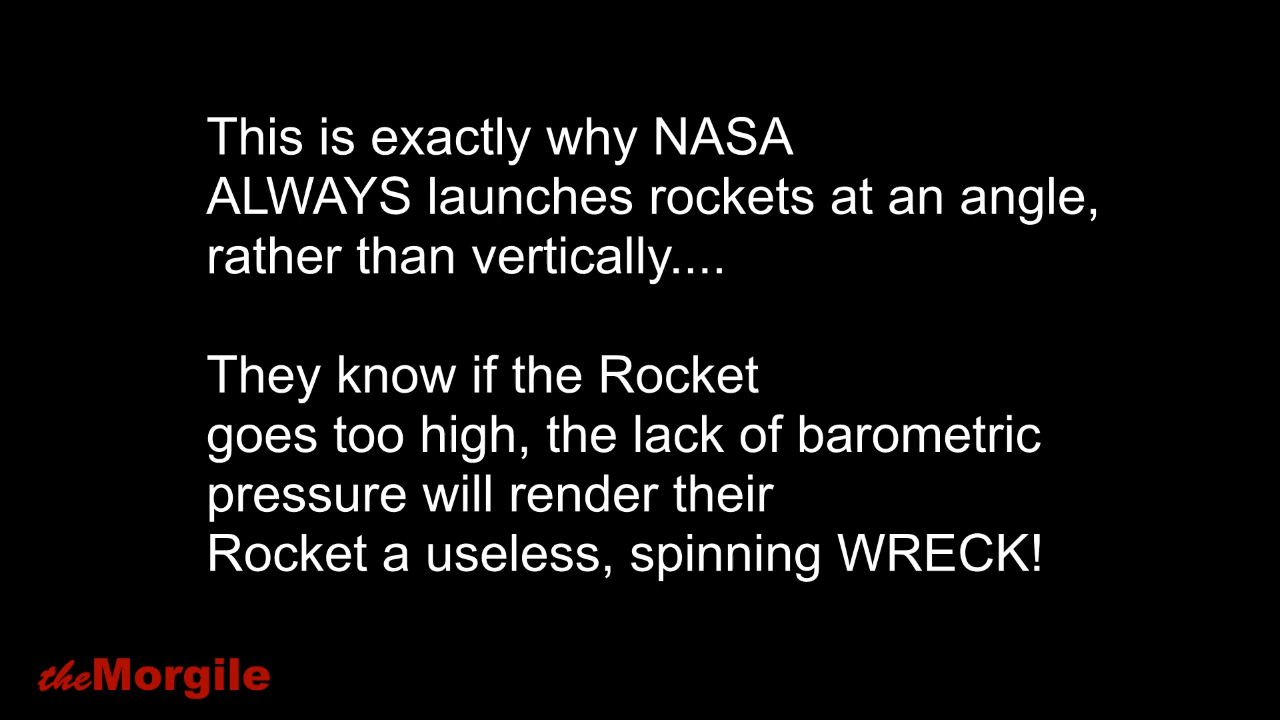 This is exactly why NASA
ALWAYS launches rockets at an angle,
rather than vertically....
They know if the Rocket
goes too high, the lack of barometric
pressure will render their
Rocket a useless, spinning WRECK!
theMorgile